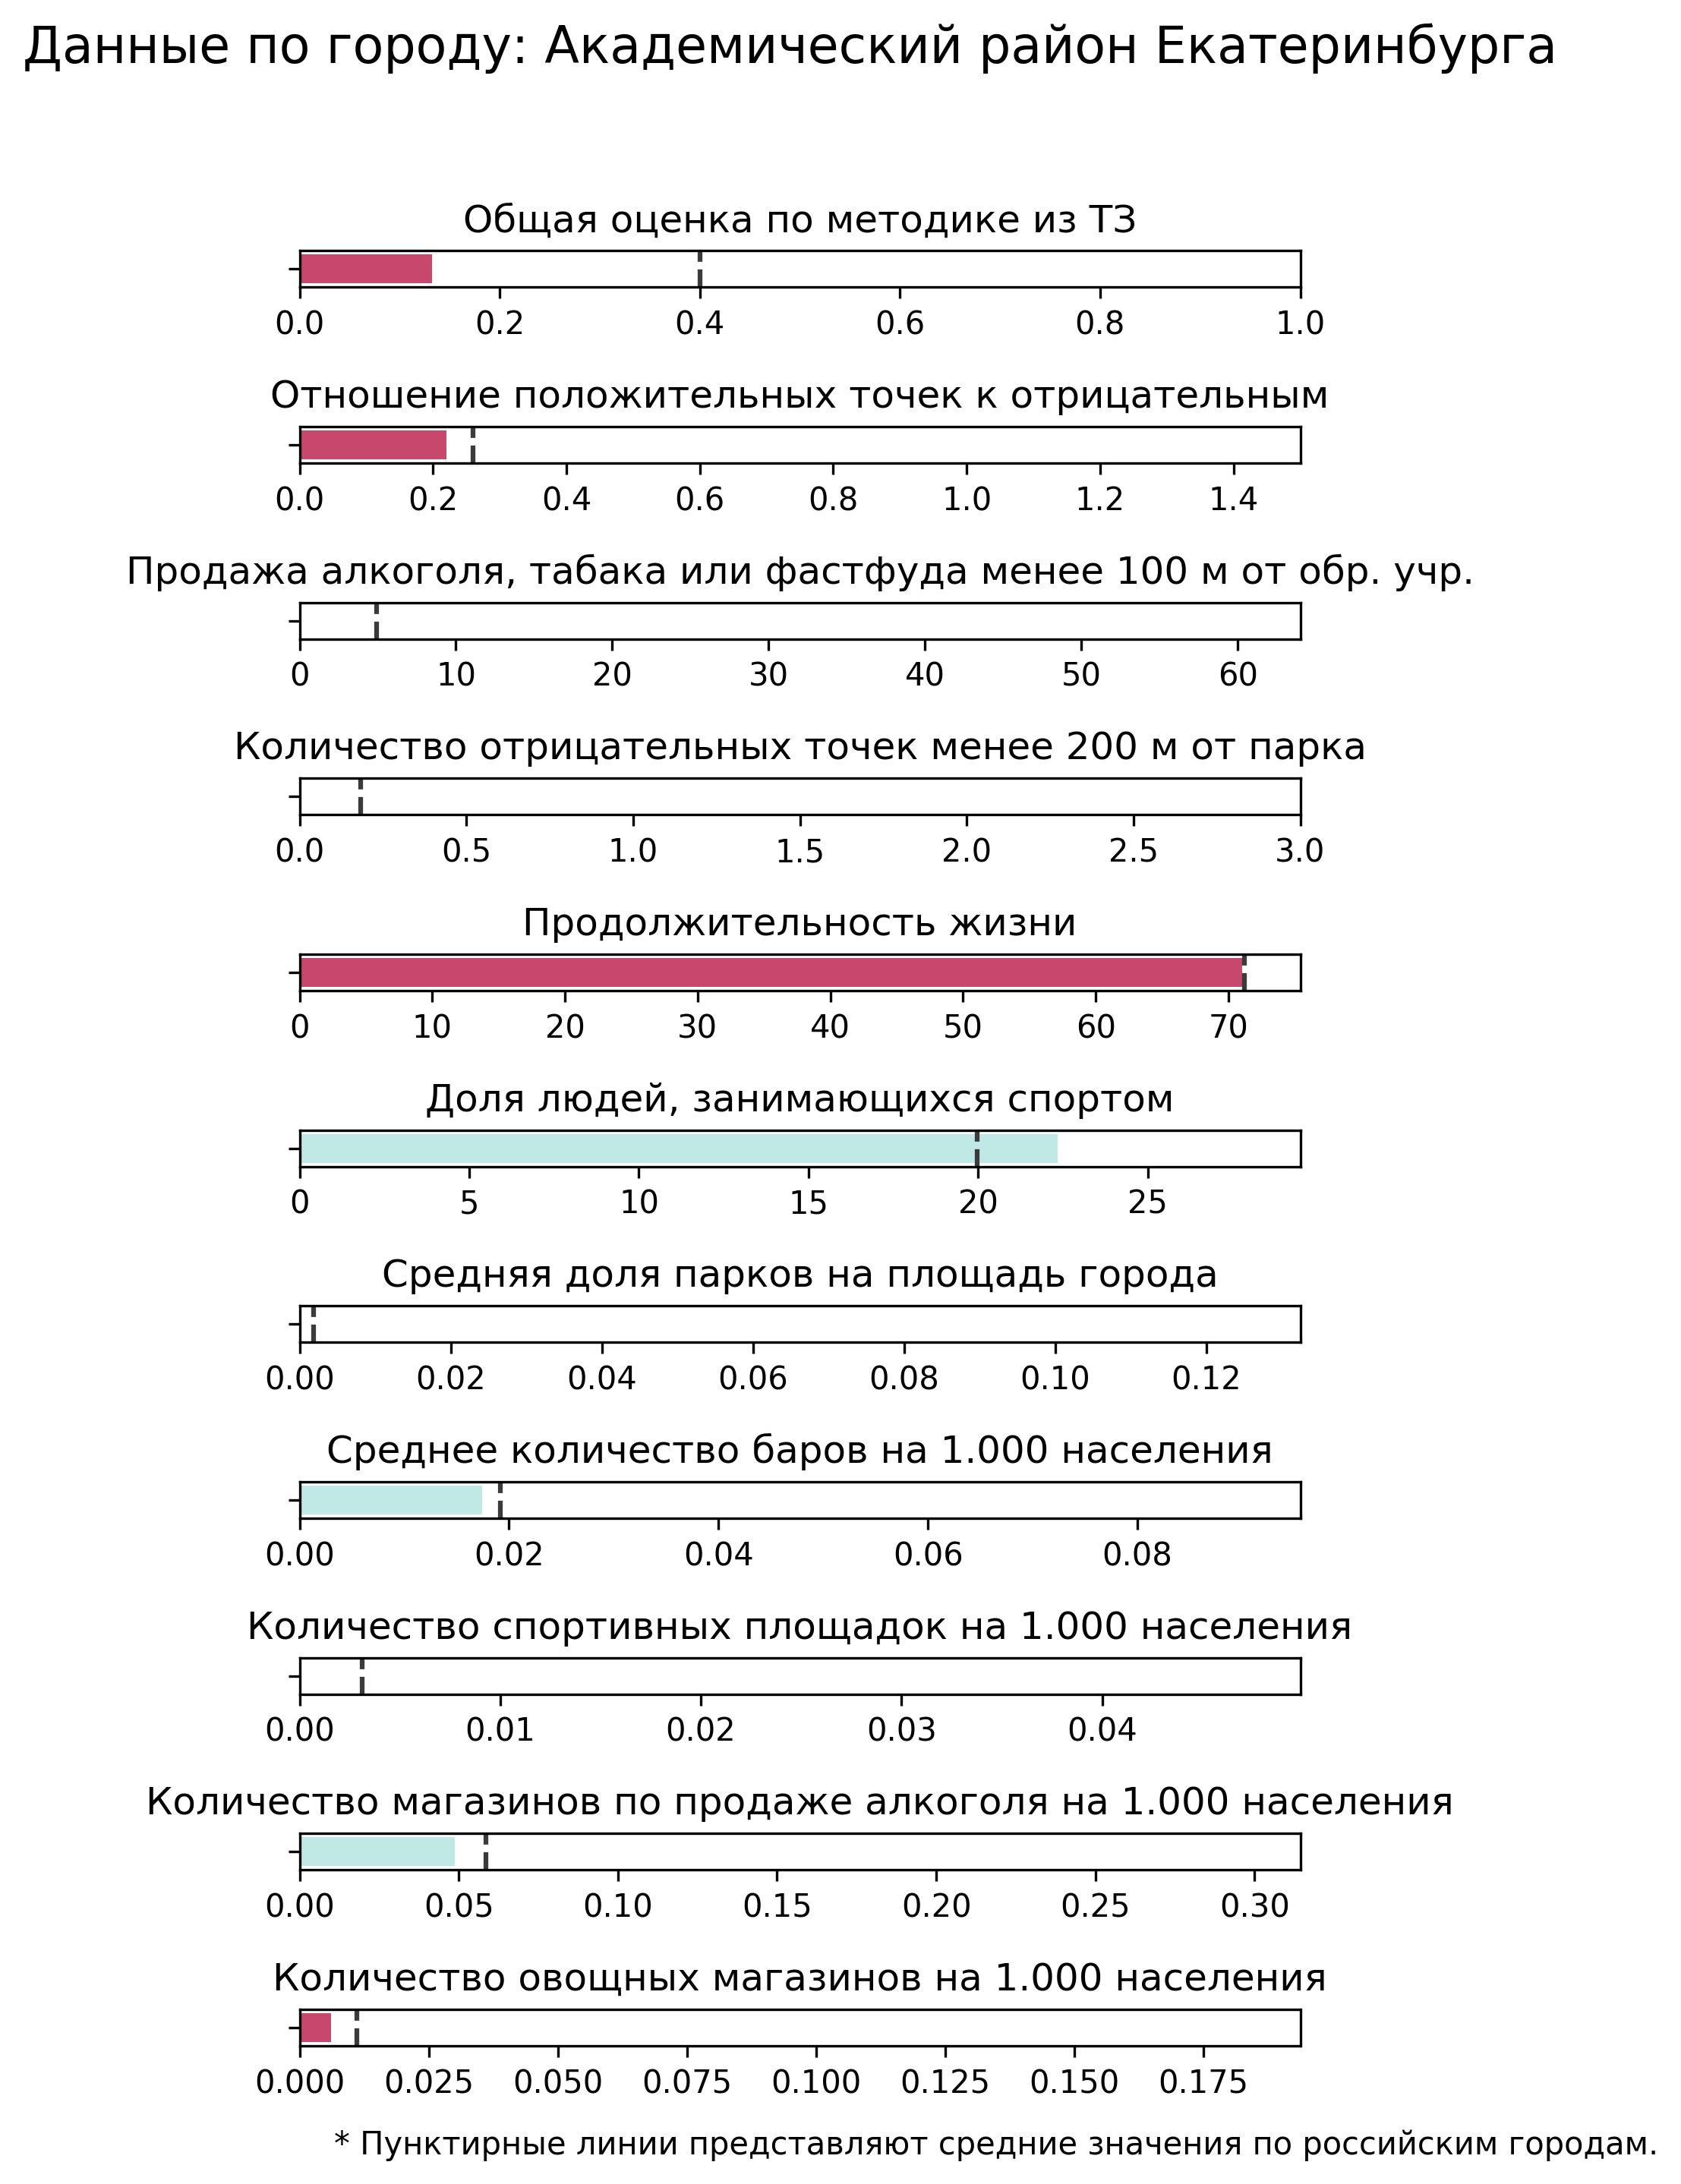 Данные по городу: Академический район Екатеринбурга
Общая оценка по методике из ТЗ
0.0 0.2 0.4 0.6 0.8 1.0
Отношение положительных точек к отрицательным
0.0 0.2 0.4 0.6 0.8 1.0 1.2 1.4
Продажа алкоголя, табака или фастфуда менее 100 м от обр. учр.
0 10 20 30 40 50 60
Количество отрицательных точек менее 200 м от парка
0.0 0.5 1.0 1.5 2.0 2.5 3.0
Продолжительность жизни
0 10 20 30 40 50 60 70
Доля людей, занимающихся спортом
0 5 10 15 20 25
Средняя доля парков на площадь города
0.00 0.02 0.04 0.06 0.08 0.10 0.12
Среднее количество баров на 1.000 населения
0.00 0.02 0.04 0.06 0.08
Количество спортивных площадок на 1.000 населения
0.00 0.01 0.02 0.03 0.04
Количество магазинов по продаже алкоголя на 1.000 населения
0.00 0.05 0.10 0.15 0.20 0.25 0.30
Количество овощных магазинов на 1.000 населения
0.000 0.025 0.050 0.075 0.100 0.125 0.150 0.175
* Пунктирные линии представляют средние значения по российским городам.